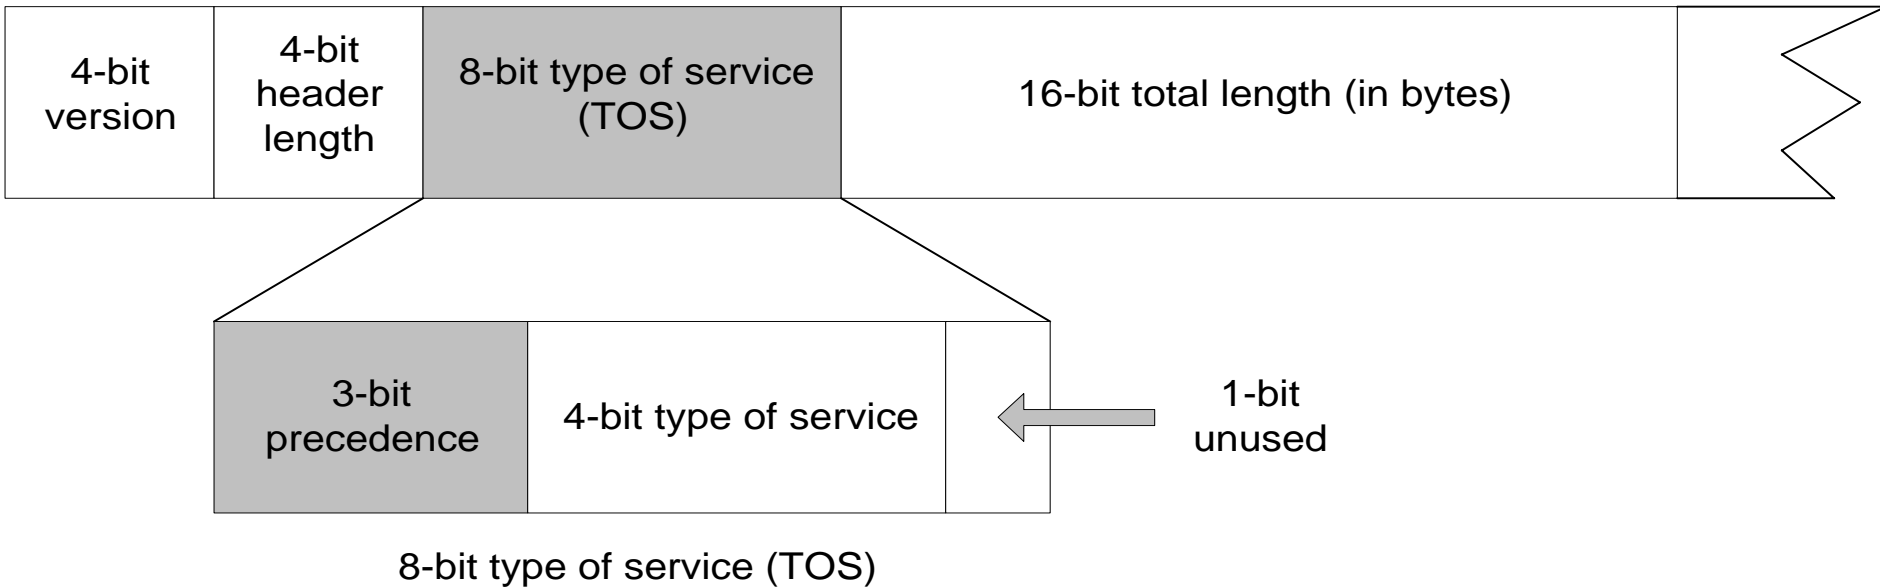 4-bit
version
4-bit
header
length
8-bit type of service
(TOS)
16-bit total length (in bytes)
3-bit
precedence
4-bit type of service
1-bit
unused
8-bit type of service (TOS)